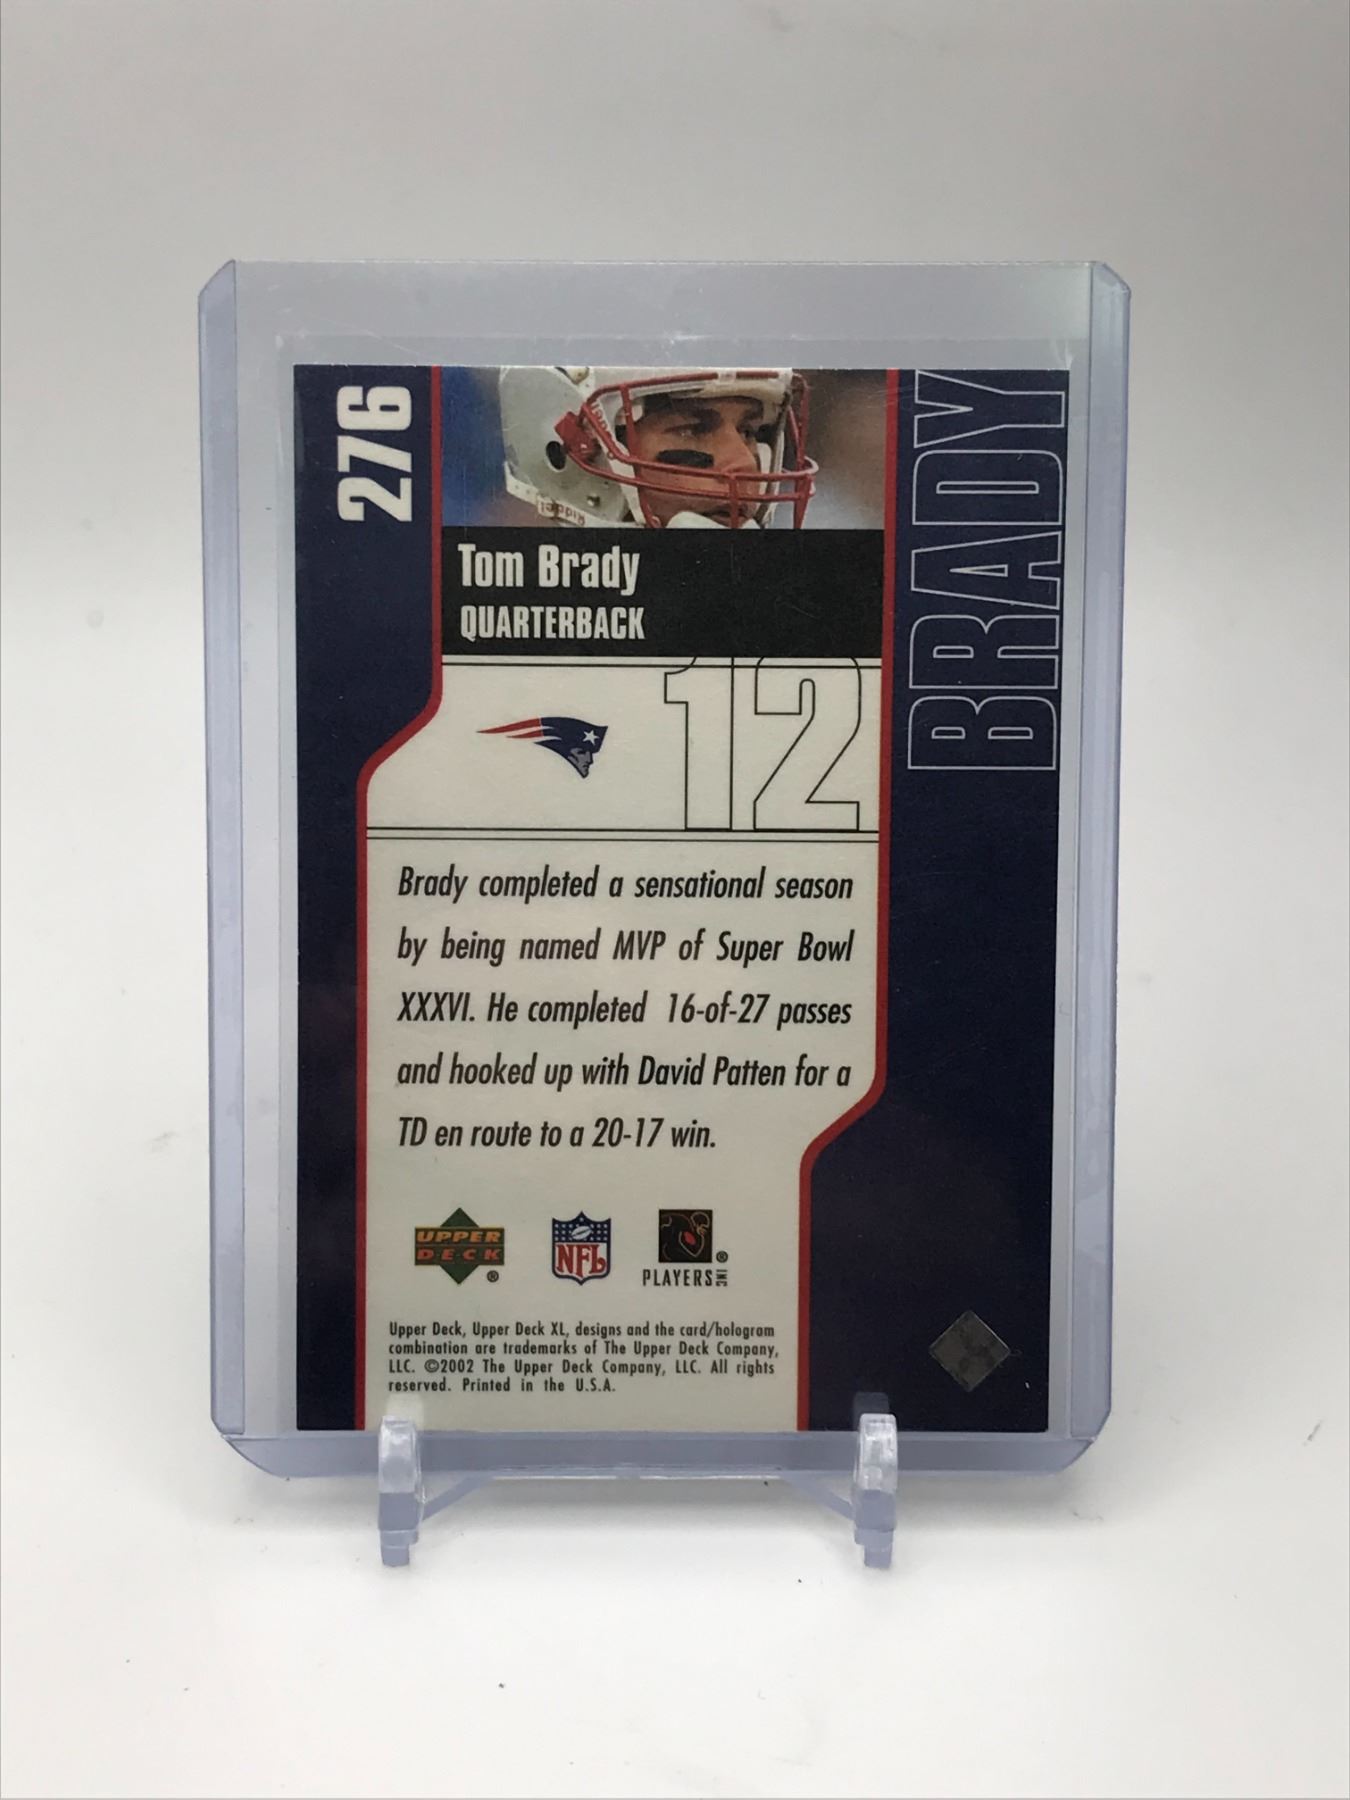 276
Riddell
Tom Brady
QUARTERBACK
BRADY
12
Brady completed a sensational season
by being named MVP of Super Bowl
XXXVI. He completed 16-of-27 passes
and hooked up with David Patten for a
TD en route to a 20-17 win.
UPPER
DECK
®
NFL
PLAYERS INC
®
Upper Deck, Upper Deck XL, designs and the card/hologram
combination are trademarks of The Upper Deck Company,
LLC. ©2002 The Upper Deck Company, LLC. All rights
reserved. Printed in the U.S.A.